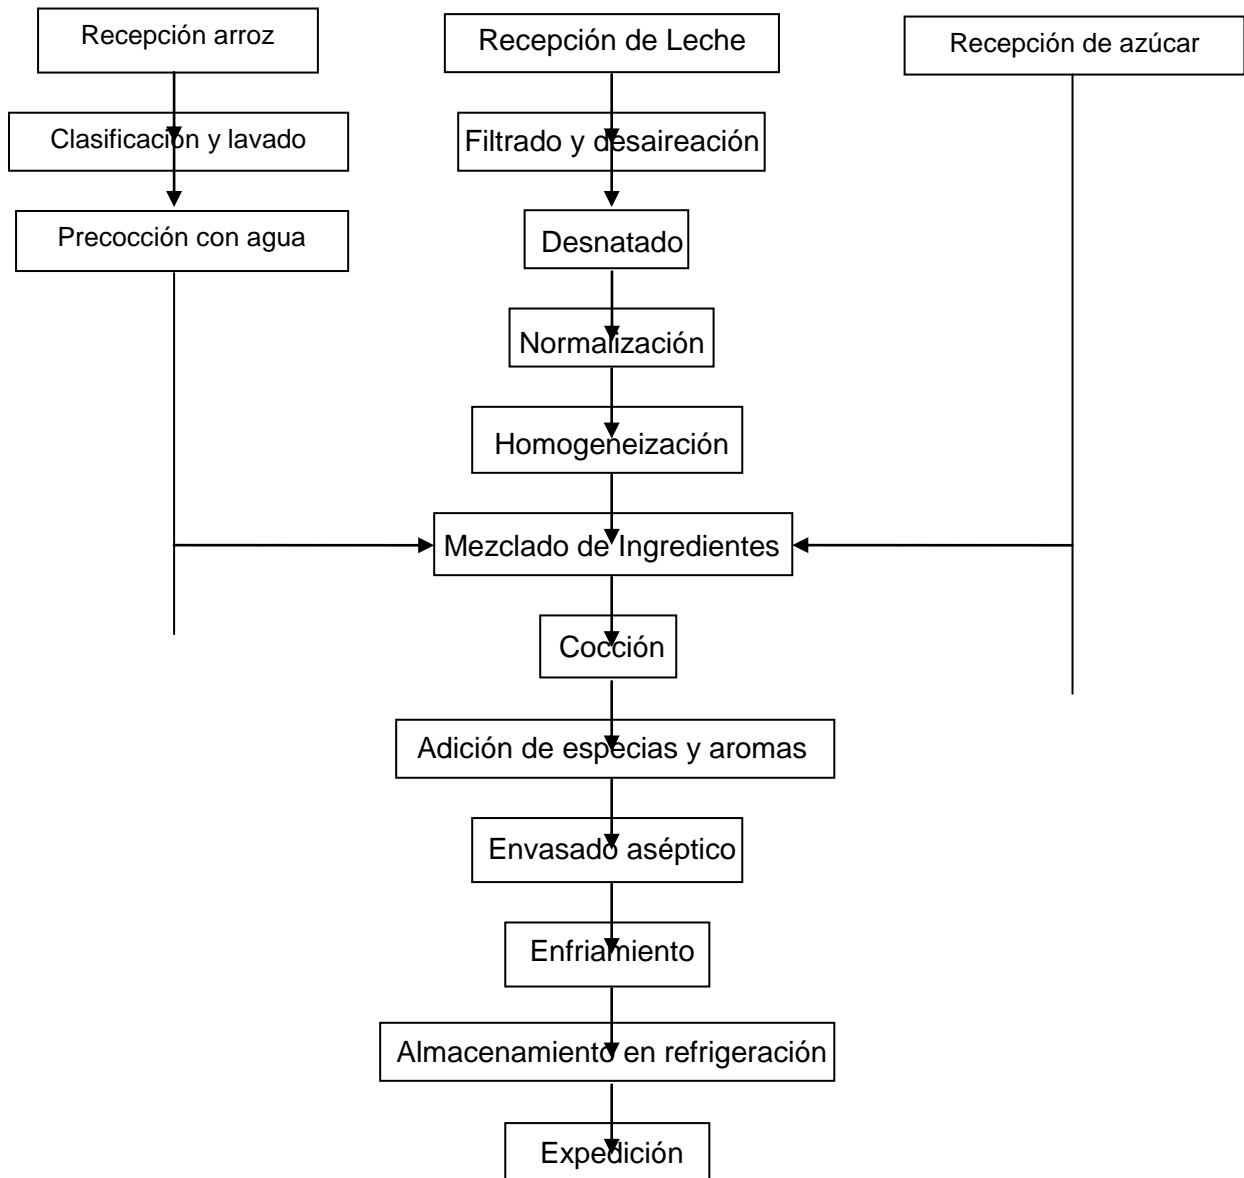 Recepción arroz
Recepción de Leche
Recepción de azúcar
Clasificación y lavado
Filtrado y desaireación
Precocción con agua
Desnatado
Normalización
Homogeneización
Mezclado de Ingredientes
Cocción
Adición de especias y aromas
Envasado aséptico
Enfriamiento
Almacenamiento en refrigeración
Expedición